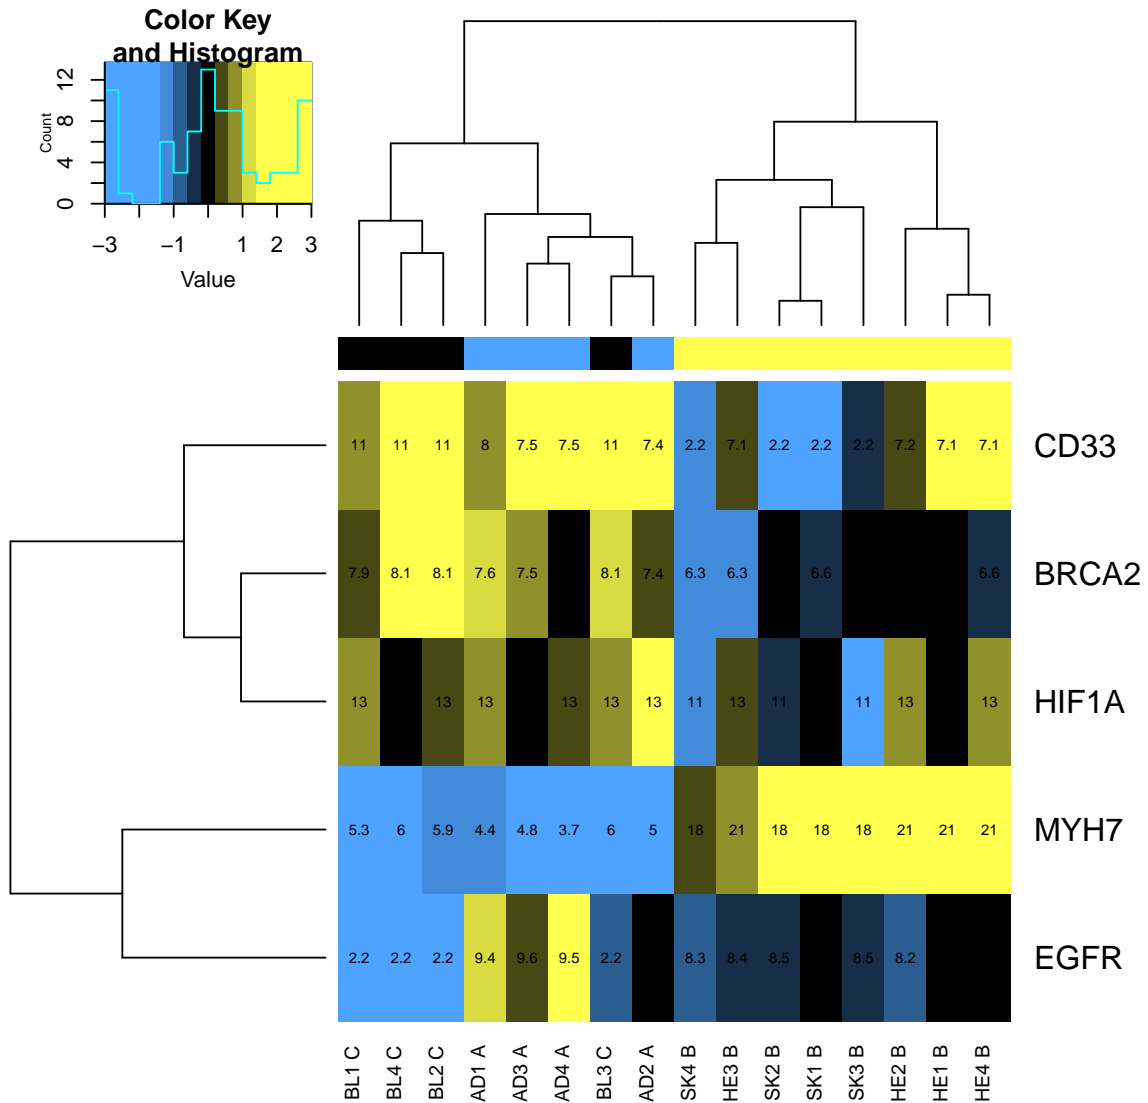 Color Key
and Histogram
Count
0 4 8 12
−3 −1 1 2 3
Value
11 11 11 8 7.5 7.5 11 7.4 2.2 7.1 2.2 2.2 2.2 7.2 7.1 7.1 CD33
7.9 8.1 8.1 7.6 7.5 8.1 7.4 6.3 6.3 6.6 6.6 BRCA2
13 13 13 13 13 13 11 13 11 11 13 13 HIF1A
5.3 6 5.9 4.4 4.8 3.7 6 5 18 21 18 18 18 21 21 21 MYH7
2.2 2.2 2.2 9.4 9.6 9.5 2.2 8.3 8.4 8.5 8.5 8.2 EGFR
BL1 C BL4 C BL2 C AD1 A AD3 A AD4 A BL3 C AD2 A SK4 B HE3 B SK2 B SK1 B SK3 B HE2 B HE1 B HE4 B